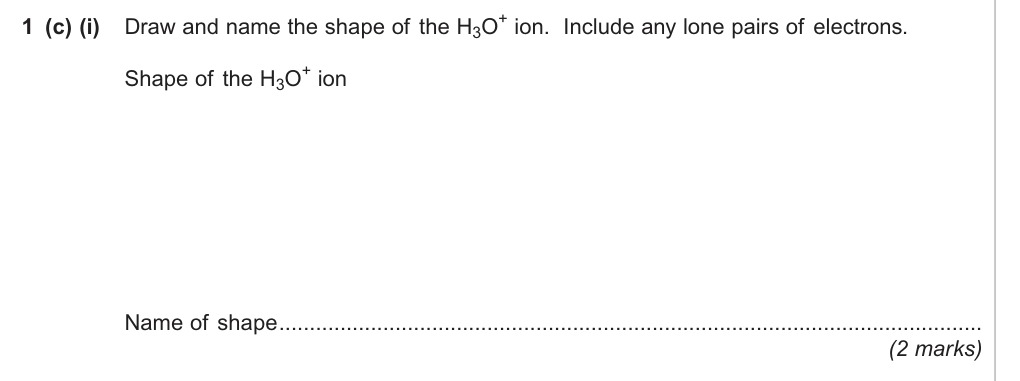 1 (c) (i) Draw and name the shape of the H₃O⁺ ion. Include any lone pairs of electrons.
Shape of the H₃O⁺ ion
Name of shape....................................................................................................................
(2 marks)